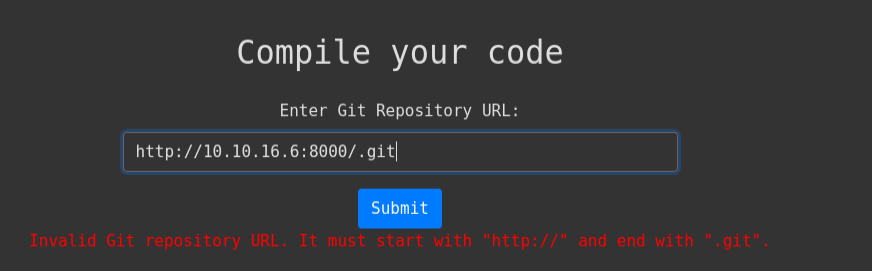 Compile your code
Enter Git Repository URL:
http://10.10.16.6:8000/.git
Submit
Invalid Git repository URL. It must start with "http://" and end with ".git".